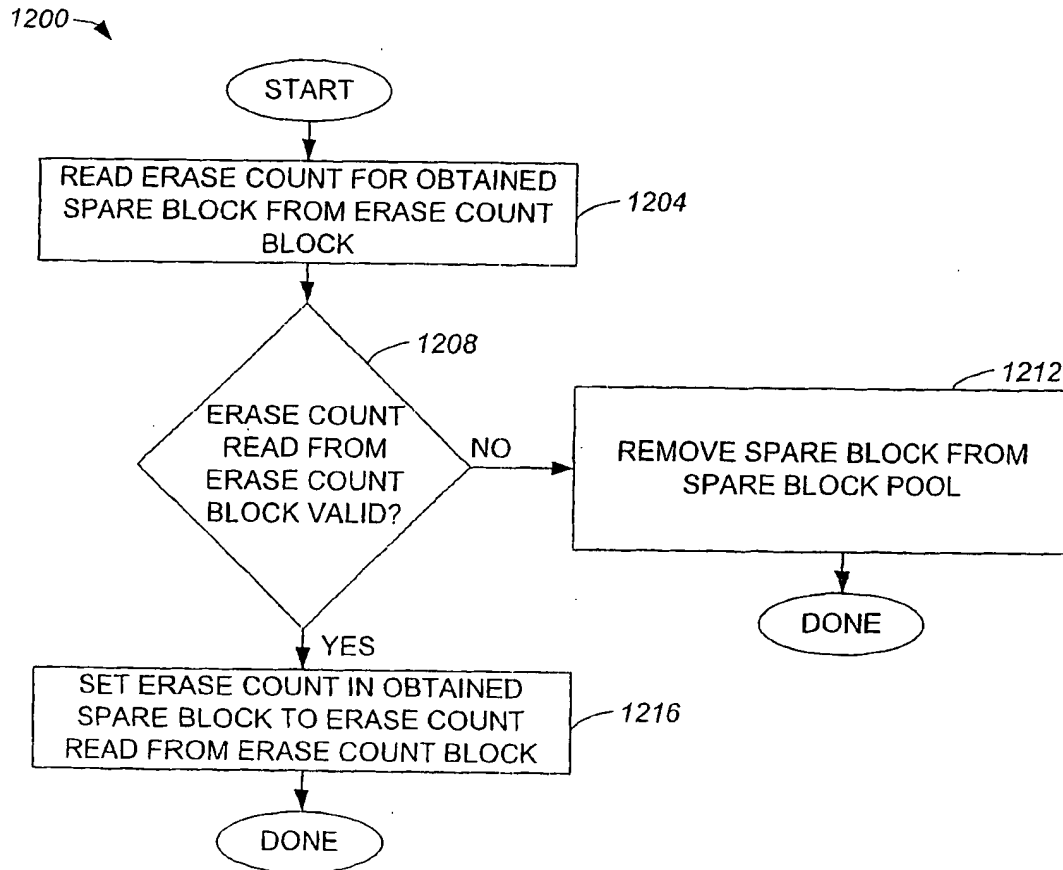 1200
START
READ ERASE COUNT FOR OBTAINED
SPARE BLOCK FROM ERASE COUNT
BLOCK
1204
1208
ERASE COUNT
READ FROM
ERASE COUNT
BLOCK VALID?
NO
1212
REMOVE SPARE BLOCK FROM
SPARE BLOCK POOL
DONE
YES
SET ERASE COUNT IN OBTAINED
SPARE BLOCK TO ERASE COUNT
READ FROM ERASE COUNT BLOCK
1216
DONE